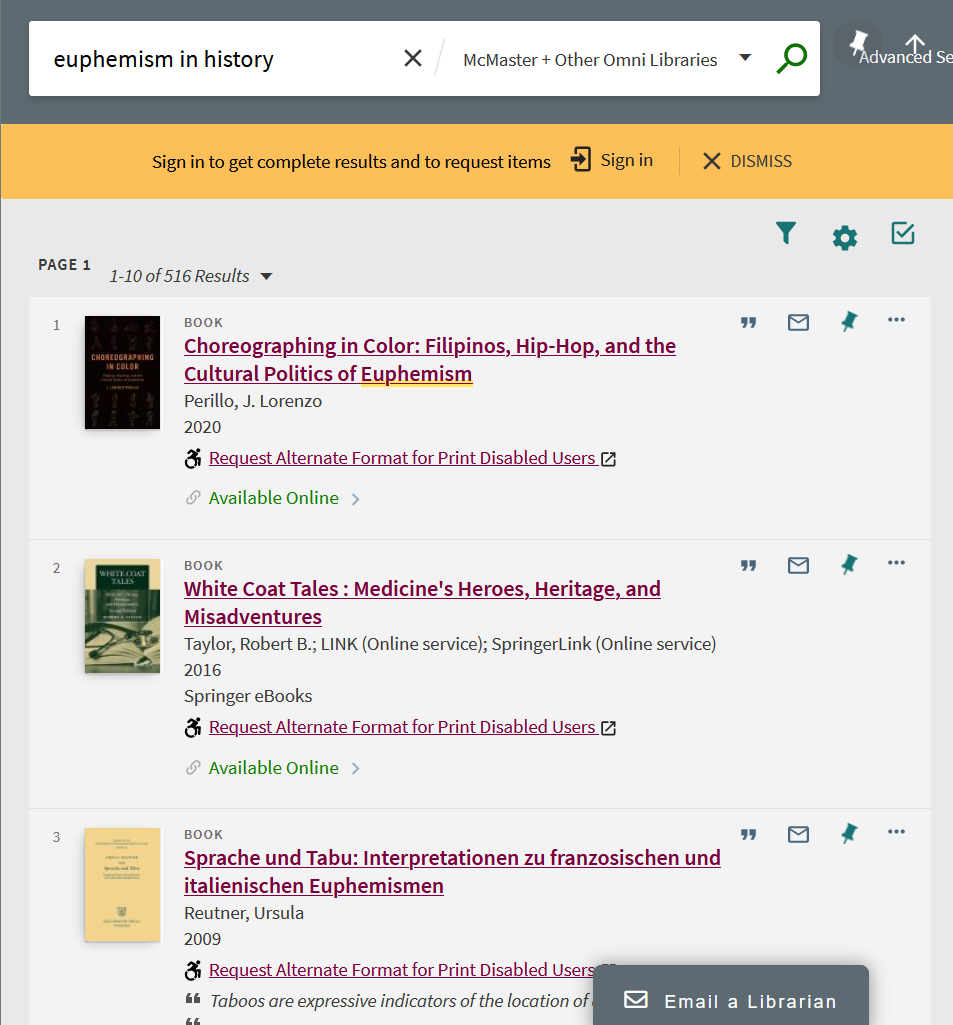 euphemism in history
McMaster + Other Omni Libraries
Advanced Se
Sign in to get complete results and to request items
Sign in
DISMISS
PAGE 1
1-10 of 516 Results
1
CHOREOGRAPHING
IN COLOR
BOOK
Choreographing in Color: Filipinos, Hip-Hop, and the
Cultural Politics of Euphemism
Perillo, J. Lorenzo
2020
Request Alternate Format for Print Disabled Users
Available Online
2
WHITE COAT
TALES
BOOK
White Coat Tales : Medicine's Heroes, Heritage, and
Misadventures
Taylor, Robert B.; LINK (Online service); SpringerLink (Online service)
2016
Springer eBooks
Request Alternate Format for Print Disabled Users
Available Online
3
Sprache und Tabu
BOOK
Sprache und Tabu: Interpretationen zu franzosischen und
italienischen Euphemismen
Reutner, Ursula
2009
Request Alternate Format for Print Disabled Users
Taboos are expressive indicators of the location of
Email a Librarian